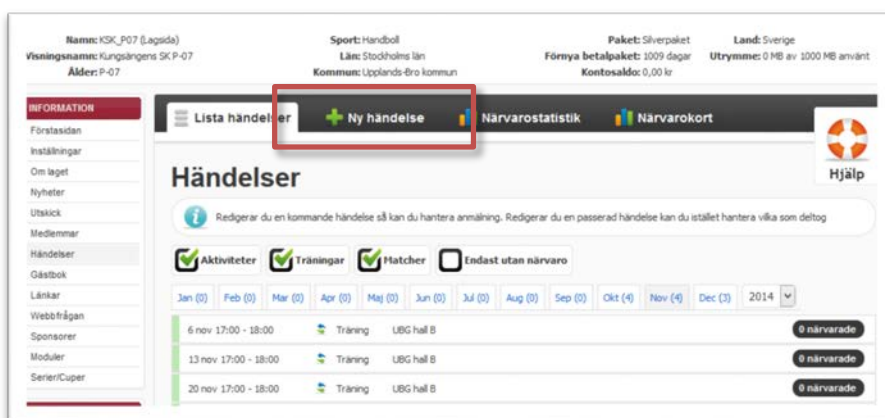 Namn: KSK_P07 (Lagsida) Sport: Handboll Paket: Silverpaket Land: Sverige
Visningsnamn: Kungsängens SK P-07 Län: Stockholms län Förnya betalpaket: 1009 dagar Utrymme: 0 MB av 1000 MB använt
Ålder: P-07 Kommun: Upplands-Bro kommun Kontosaldo: 0,00 kr
INFORMATION
Förstasidan
Inställningar
Om laget
Nyheter
Utskick
Medlemmar
Händelser
Gästbok
Länkar
Webbfrågan
Sponsorer
Moduler
Serier/Cuper
Lista händelser Ny händelse Närvarostatistik Närvarokort
Hjälp
Händelser
Redigerar du en kommande händelse så kan du hantera anmälning. Redigerar du en passerad händelse kan du istället hantera vilka som deltog
Aktiviteter Träningar Matcher Endast utan närvaro
Jan (0) Feb (0) Mar (0) Apr (0) Maj (0) Jun (0) Jul (0) Aug (0) Sep (0) Okt (4) Nov (4) Dec (3) 2014
6 nov 17:00 - 18:00 Träning UBG hall B 0 närvarade
13 nov 17:00 - 18:00 Träning UBG hall B 0 närvarade
20 nov 17:00 - 18:00 Träning UBG hall B 0 närvarade